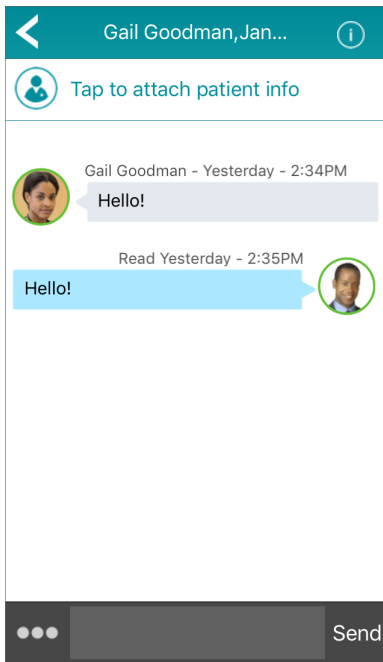 Gail Goodman,Jan...
Tap to attach patient info
Gail Goodman - Yesterday - 2:34PM
Hello!
Read Yesterday - 2:35PM
Hello!
Send